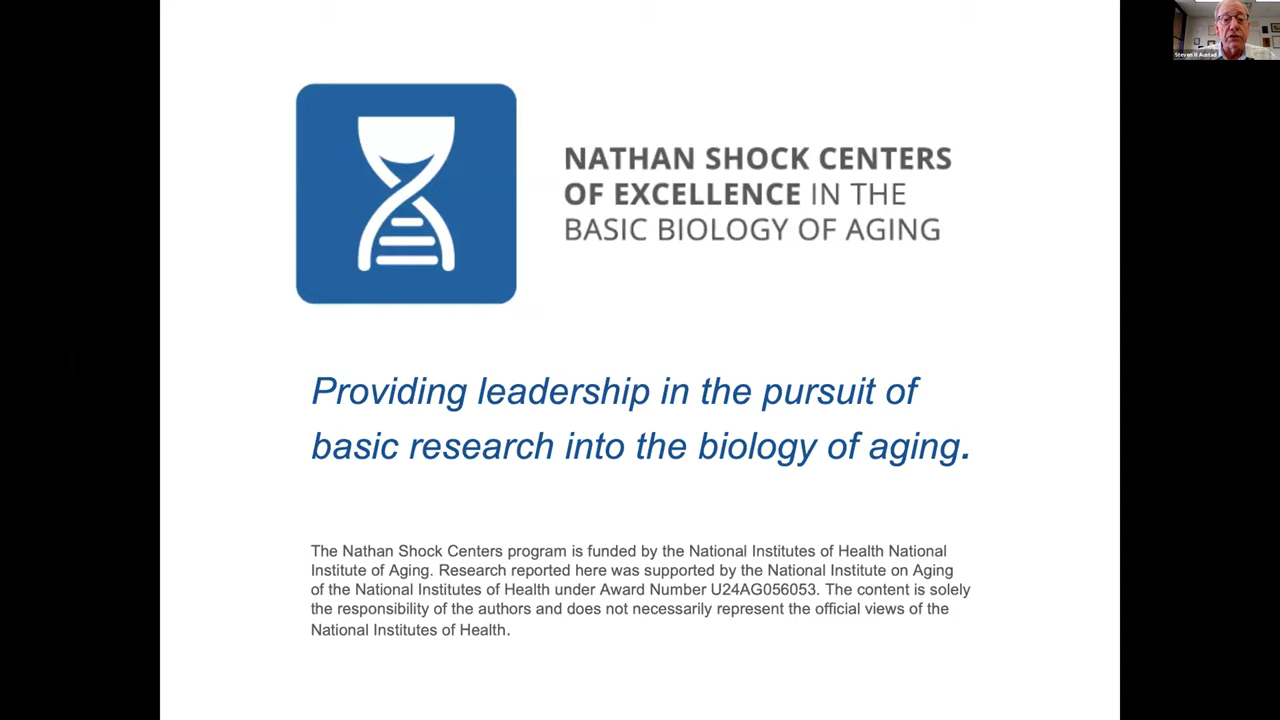 NATHAN SHOCK CENTERS
OF EXCELLENCE IN THE
BASIC BIOLOGY OF AGING
Providing leadership in the pursuit of
basic research into the biology of aging.
The Nathan Shock Centers program is funded by the National Institutes of Health National
Institute of Aging. Research reported here was supported by the National Institute on Aging
of the National Institutes of Health under Award Number U24AG056053. The content is solely
the responsibility of the authors and does not necessarily represent the official views of the
National Institutes of Health.
Steven N Austad